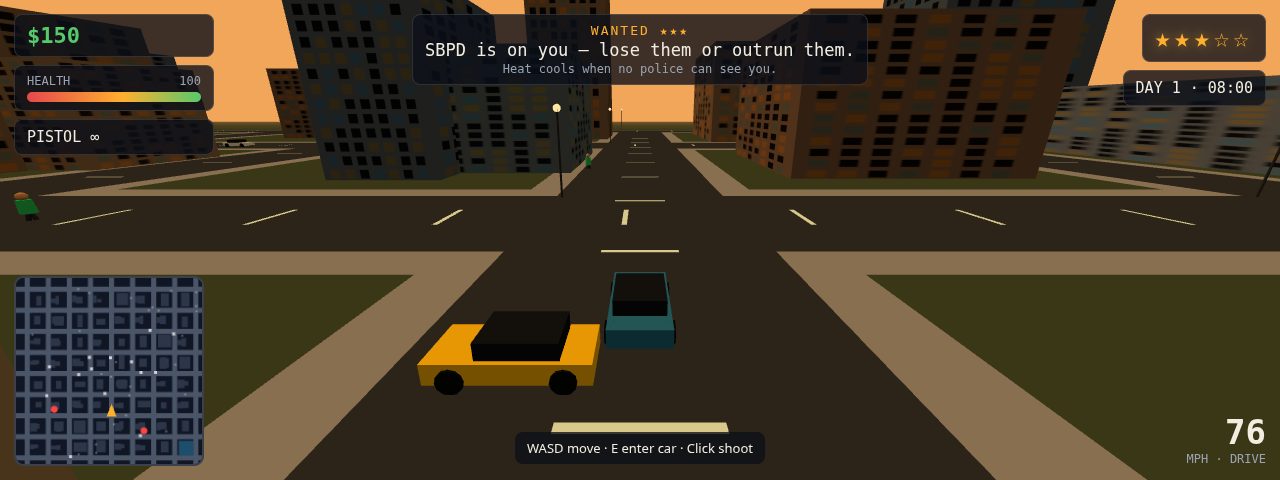 $150
WANTED ★★★
SBPD is on you — lose them or outrun them.
Heat cools when no police can see you.
★★★☆☆
HEALTH 100
DAY 1 · 08:00
PISTOL ∞
WASD move · E enter car · Click shoot
76
MPH · DRIVE